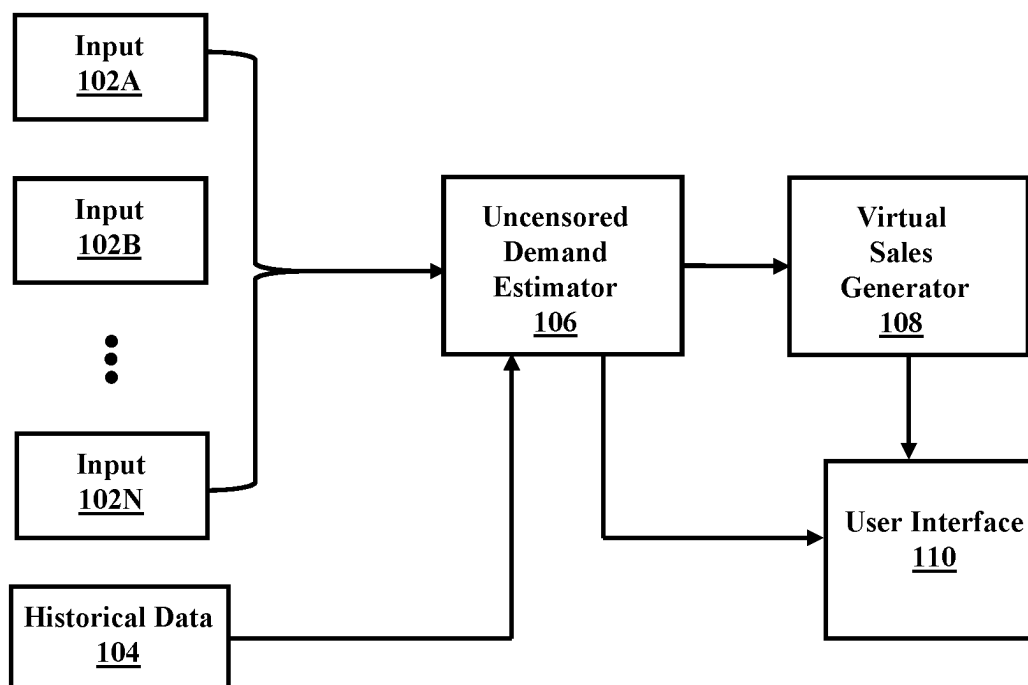 Input
102A
Input
102B
Input
102N
Historical Data
104
Uncensored
Demand
Estimator
106
Virtual
Sales
Generator
108
User Interface
110